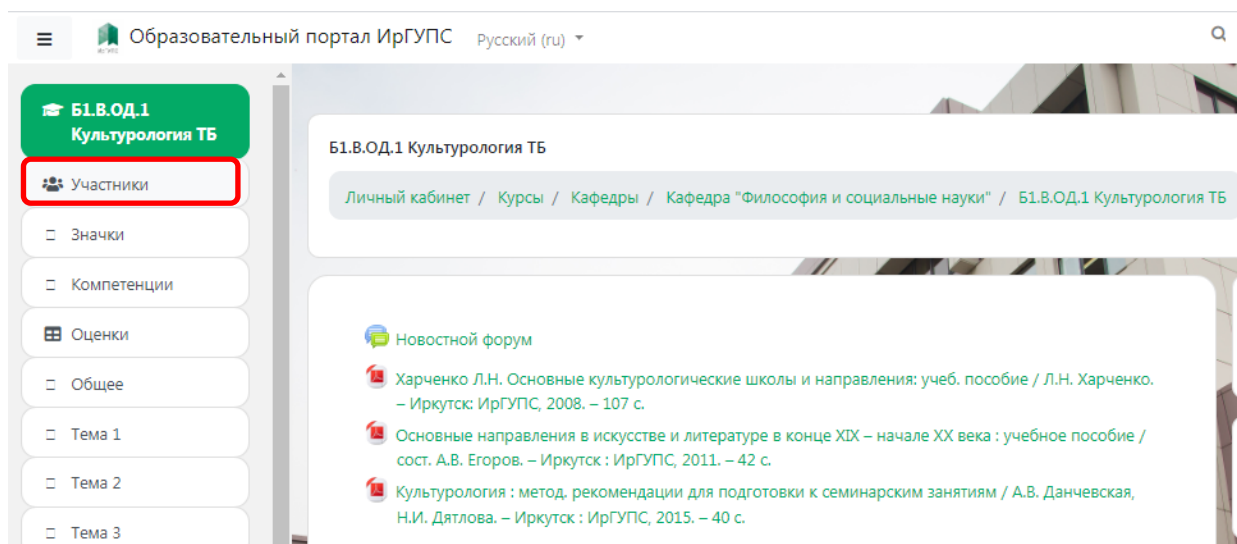 Образовательный портал ИрГУПС
Русский (ru)
Б1.В.ОД.1
Культурология ТБ
Участники
Значки
Компетенции
Оценки
Общее
Тема 1
Тема 2
Тема 3
Б1.В.ОД.1 Культурология ТБ
Личный кабинет / Курсы / Кафедры / Кафедра "Философия и социальные науки" / Б1.В.ОД.1 Культурология ТБ
Новостной форум
Харченко Л.Н. Основные культурологические школы и направления: учеб. пособие / Л.Н. Харченко.
– Иркутск: ИрГУПС, 2008. – 107 с.
Основные направления в искусстве и литературе в конце XIX – начале XX века : учебное пособие /
сост. А.В. Егоров. – Иркутск : ИрГУПС, 2011. – 42 с.
Культурология : метод. рекомендации для подготовки к семинарским занятиям / А.В. Данчевская,
Н.И. Дятлова. – Иркутск : ИрГУПС, 2015. – 40 с.